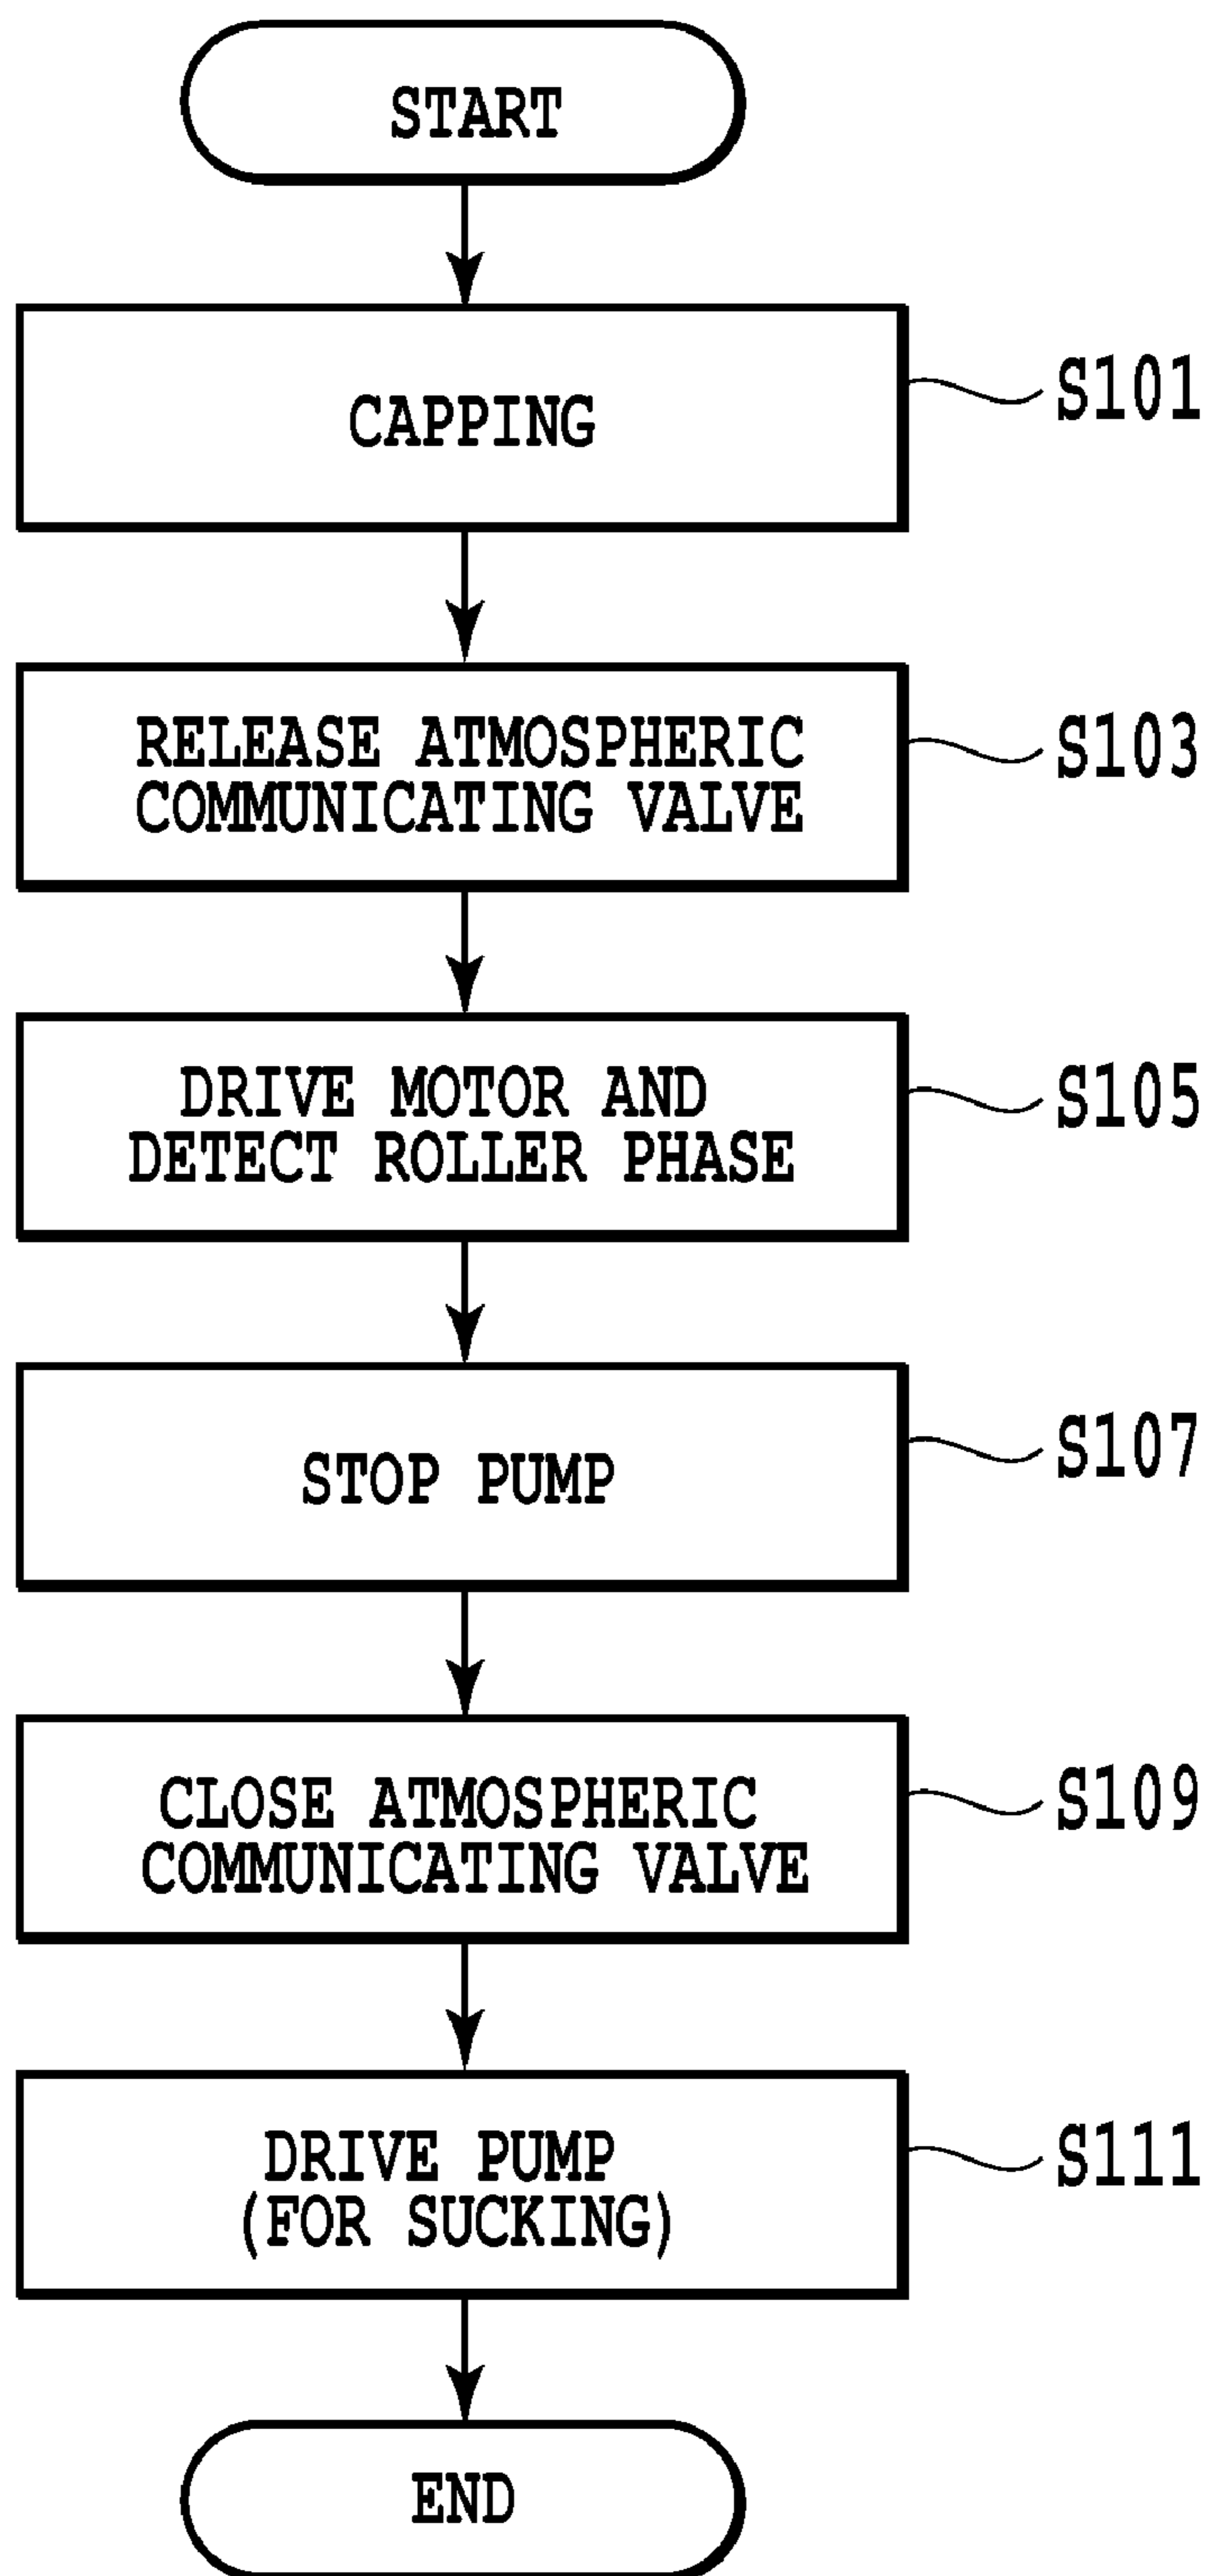 START
CAPPING
S101
RELEASE ATMOSPHERIC
COMMUNICATING VALVE
S103
DRIVE MOTOR AND
DETECT ROLLER PHASE
S105
STOP PUMP
S107
CLOSE ATMOSPHERIC
COMMUNICATING VALVE
S109
DRIVE PUMP
(FOR SUCKING)
S111
END